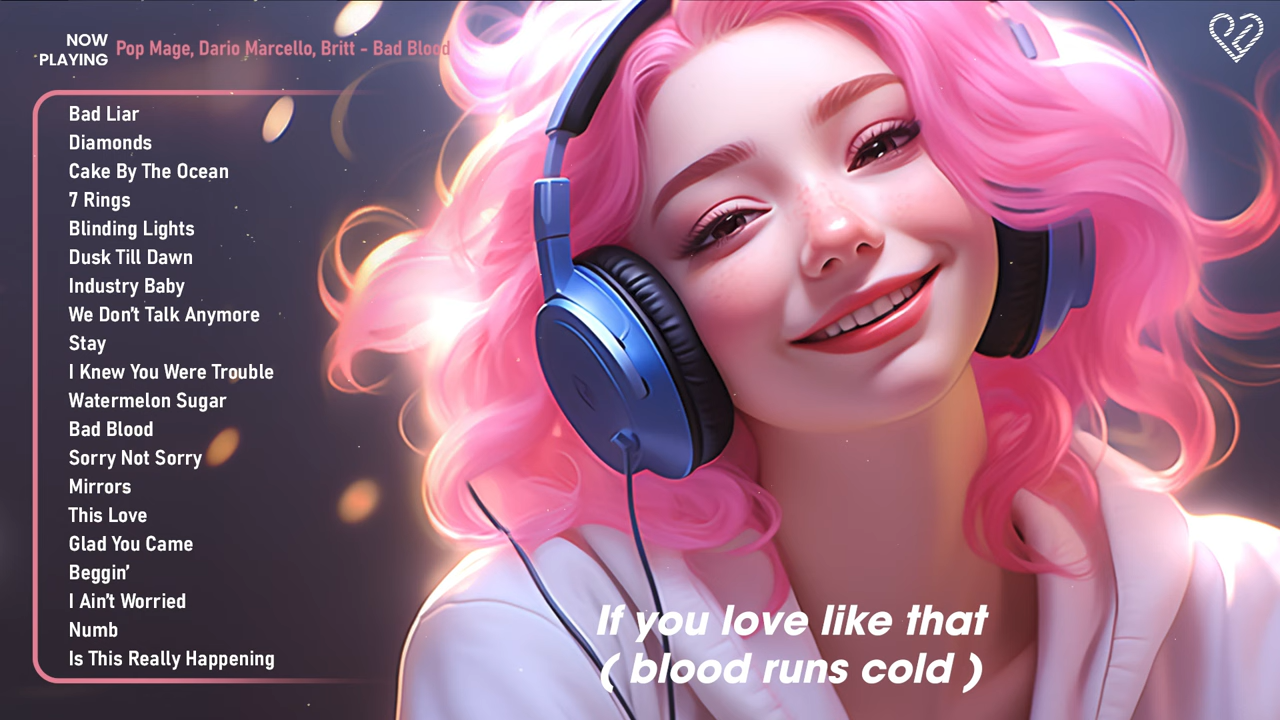 NOW
PLAYING
Pop Mage, Dario Marcello, Britt - Bad Blood
Bad Liar
Diamonds
Cake By The Ocean
7 Rings
Blinding Lights
Dusk Till Dawn
Industry Baby
We Don't Talk Anymore
Stay
I Knew You Were Trouble
Watermelon Sugar
Bad Blood
Sorry Not Sorry
Mirrors
This Love
Glad You Came
Beggin'
I Ain't Worried
Numb
Is This Really Happening
If you love like that
( blood runs cold )